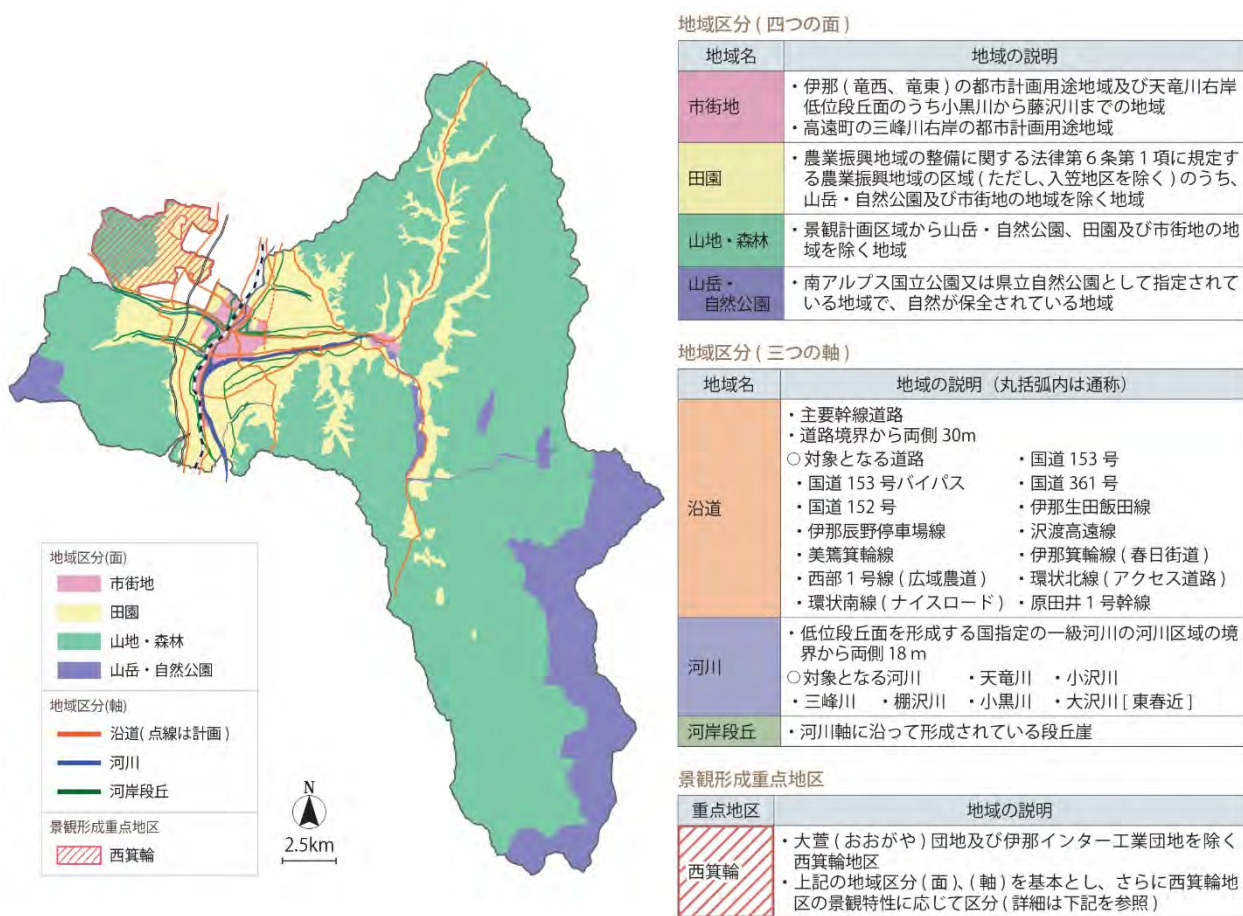 地域区分(四つの面)
地域名
地域の説明
市街地
・伊那(竜西、竜東)の都市計画用途地域及び天竜川右岸
低位段丘面のうち小黒川から藤沢川までの地域
・高遠町の三峰川右岸の都市計画用途地域
田園
・農業振興地域の整備に関する法律第6条第1項に規定す
る農業振興地域の区域(ただし、入笠地区を除く)のうち、
山岳・自然公園及び市街地の地域を除く地域
山地・森林
・景観計画区域から山岳・自然公園、田園及び市街地の地
域を除く地域
山岳・
自然公園
・南アルプス国立公園又は県立自然公園として指定されて
いる地域で、自然が保全されている地域
地域区分(三つの軸)
地域名
地域の説明(丸括弧内は通称)
沿道
・主要幹線道路
・道路境界から両側30m
○対象となる道路 ・国道153号
・国道153号バイパス ・国道361号
・国道152号 ・伊那生田飯田線
・伊那辰野停車場線 ・沢渡高遠線
・美篶箕輪線 ・伊那箕輪線(春日街道)
・西部1号線(広域農道) ・環状北線(アクセス道路)
・環状南線(ナイスロード) ・原田井1号幹線
河川
・低位段丘面を形成する国指定の一級河川の河川区域の境
界から両側18m
○対象となる河川 ・天竜川 ・小沢川
・三峰川 ・棚沢川 ・小黒川 ・大沢川[東春近]
河岸段丘
・河川軸に沿って形成されている段丘崖
景観形成重点地区
重点地区
地域の説明
西箕輪
・大萱(おおがや)団地及び伊那インター工業団地を除く
西箕輪地区
・上記の地域区分(面)、(軸)を基本とし、さらに西箕輪地
区の景観特性に応じて区分(詳細は下記を参照)
地域区分(面)
市街地
田園
山地・森林
山岳・自然公園
地域区分(軸)
沿道(点線は計画)
河川
河岸段丘
景観形成重点地区
西箕輪
N
2.5km